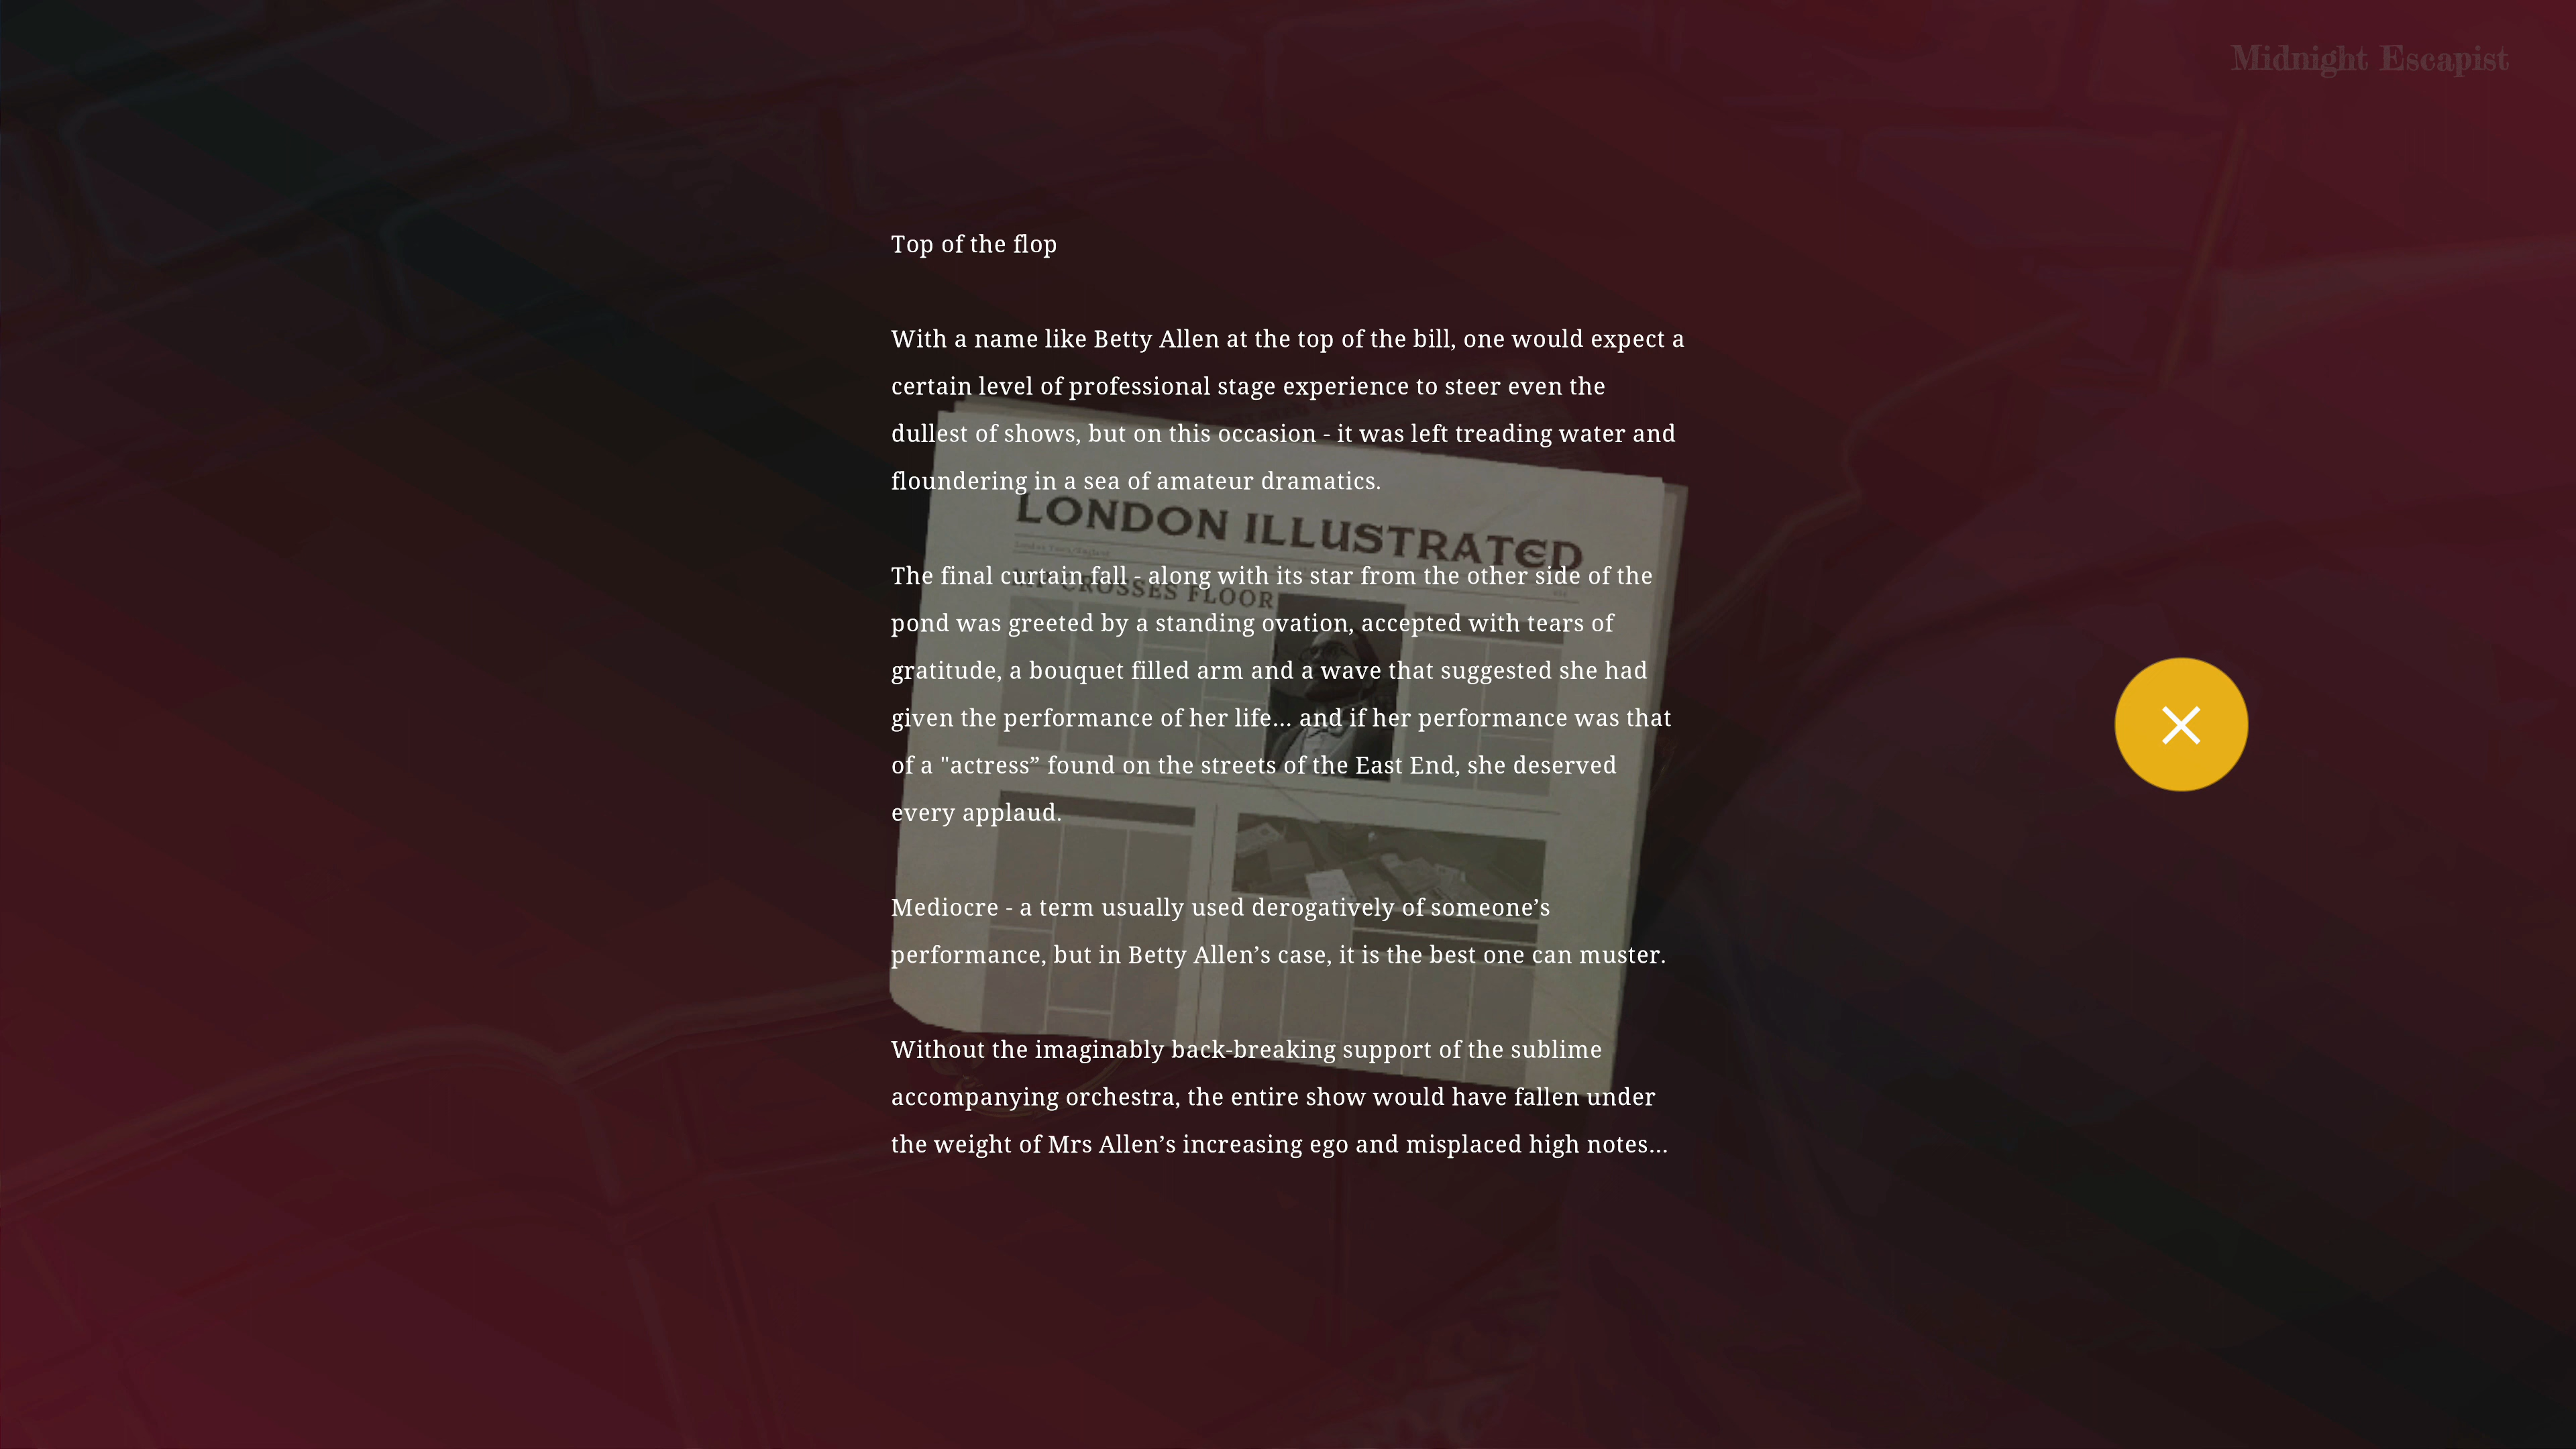 Midnight Escapist
Top of the flop
With a name like Betty Allen at the top of the bill, one would expect a
certain level of professional stage experience to steer even the
dullest of shows, but on this occasion - it was left treading water and
floundering in a sea of amateur dramatics.
LONDON ILLUSTRATED
The final curtain fall - along with its star from the other side of the
CROSSES FLOOR
pond was greeted by a standing ovation, accepted with tears of
gratitude, a bouquet filled arm and a wave that suggested she had
given the performance of her life... and if her performance was that
of a "actress” found on the streets of the East End, she deserved
every applaud.
Mediocre - a term usually used derogatively of someone’s
performance, but in Betty Allen’s case, it is the best one can muster.
Without the imaginably back-breaking support of the sublime
accompanying orchestra, the entire show would have fallen under
the weight of Mrs Allen’s increasing ego and misplaced high notes...